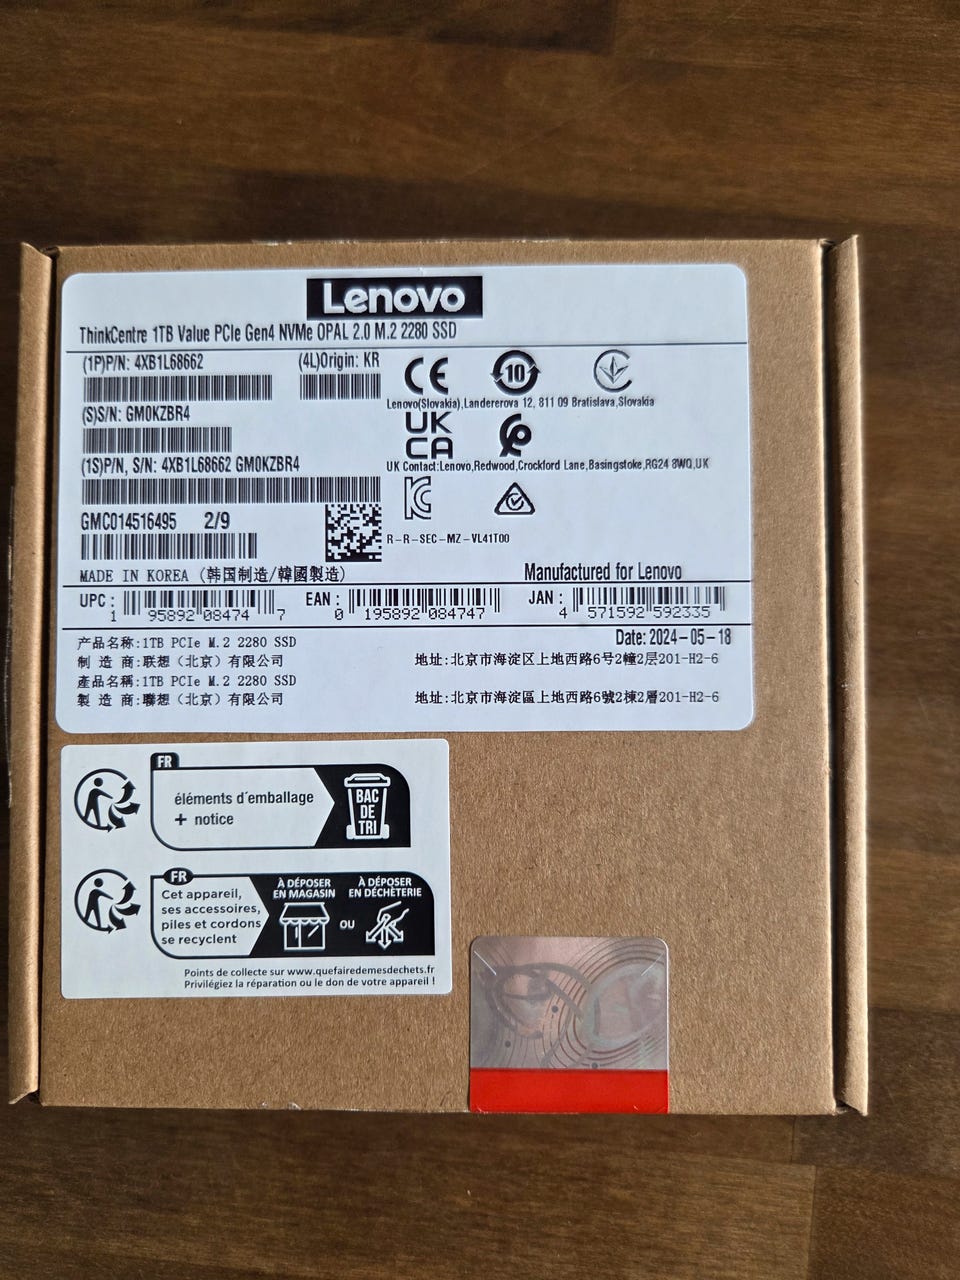 Lenovo
ThinkCentre 1TB Value PCIe Gen4 NVMe OPAL 2.0 M.2 2280 SSD
(1P)P/N: 4XB1L68662 (4L)Origin: KR
10
(S)S/N: GM0KZBR4
Lenovo(Slovakia),Landererova 12, 811 09 Bratislava,Slovakia
UK
CA
(1S)P/N, S/N: 4XB1L68662 GM0KZBR4
UK Contact:Lenovo,Redwood,Crockford Lane,Basingstoke,RG24 8WQ,UK
GMC014516495 2/9
R-R-SEC-MZ-VL41T00
MADE IN KOREA (韩国制造/韓國製造)
Manufactured for Lenovo
UPC: 1 95892 08474 7 EAN: 0 195892 084747 JAN: 4 571592 592335
Date: 2024-05-18
产品名称:1TB PCIe M.2 2280 SSD
制 造 商:联想（北京）有限公司 地址:北京市海淀区上地西路6号2幢2层201-H2-6
產品名稱:1TB PCIe M.2 2280 SSD
製 造 商:聯想（北京）有限公司 地址:北京市海淀區上地西路6號2棟2層201-H2-6
FR
éléments d'emballage
+ notice
BAC
DE
TRI
FR
Cet appareil,
ses accessoires,
piles et cordons
se recyclent
À DÉPOSER
EN MAGASIN
OU
À DÉPOSER
EN DÉCHÈTERIE
Points de collecte sur www.quefairedemesdechets.fr
Privilégiez la réparation ou le don de votre appareil !